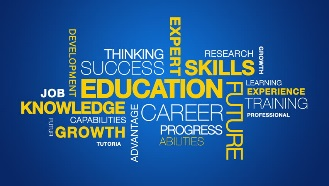 DEVELOPMENT
THINKING
EXPERT
RESEARCH
GROWTH
SUCCESS
SKILLS
EDUCATION
LEARNING
JOB
EXPERIENCE
KNOWLEDGE
CAREER
FUTURE
TRAINING
CAPABILITIES
PROFESSIONAL
GROWTH
ADVANTAGE
PROGRESS
TUTORIA
ABILITIES